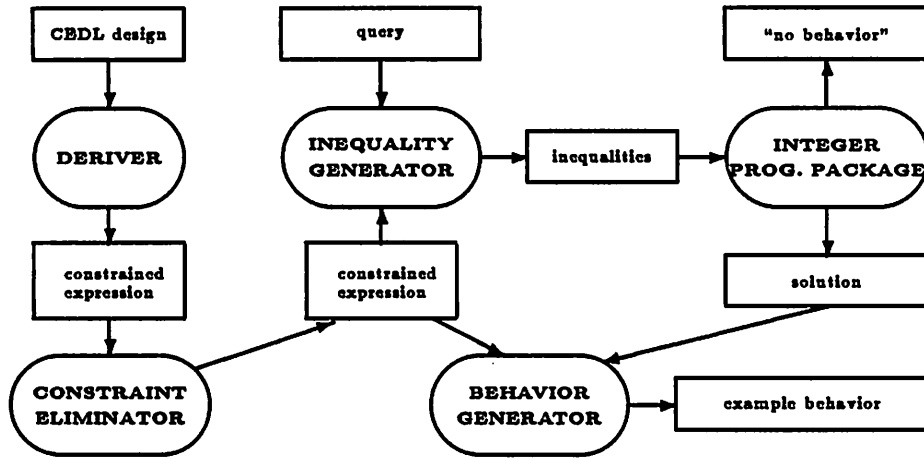 CEDL design
query
"no behavior"
DERIVER
INEQUALITY
GENERATOR
inequalities
INTEGER
PROG. PACKAGE
constrained
expression
constrained
expression
solution
CONSTRAINT
ELIMINATOR
BEHAVIOR
GENERATOR
example behavior